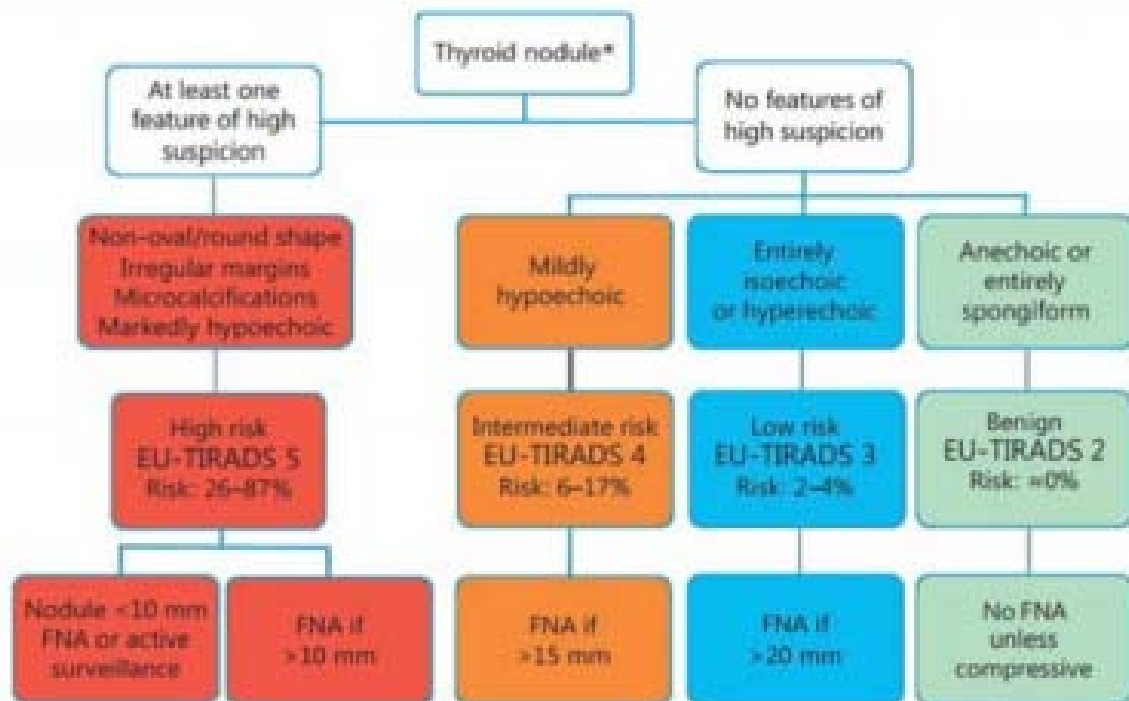 Thyroid nodule*
At least one
feature of high
suspicion
No features of
high suspicion
Non-oval/round shape
Irregular margins
Microcalcifications
Markedly hypoechoic
Mildly
hypoechoic
Entirely
isoechoic
or hyperechoic
Anechoic or
entirely
spongiform
High risk
EU-TIRADS 5
Risk: 26–87%
Intermediate risk
EU-TIRADS 4
Risk: 6–17%
Low risk
EU-TIRADS 3
Risk: 2–4%
Benign
EU-TIRADS 2
Risk: ≈0%
Nodule <10 mm
FNA or active
surveillance
FNA if
>10 mm
FNA if
>15 mm
FNA if
>20 mm
No FNA
unless
compressive